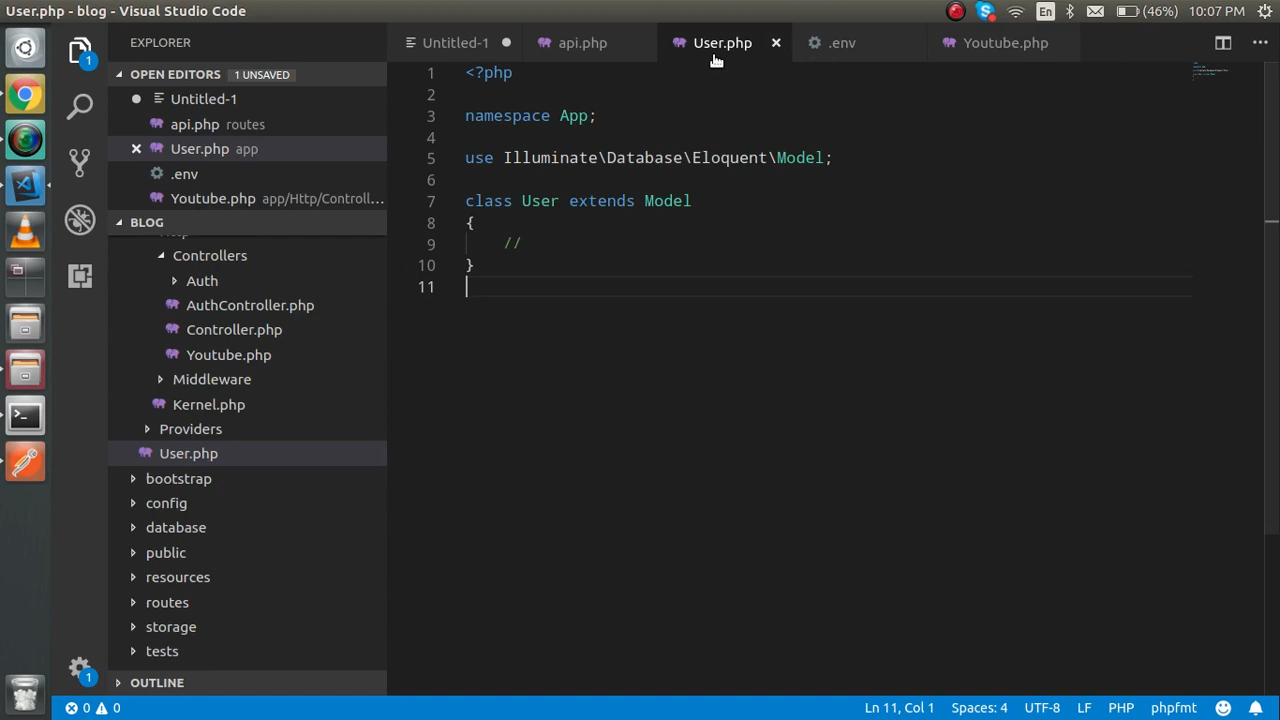 User.php - blog - Visual Studio Code
En
(46%)
10:07 PM
EXPLORER
OPEN EDITORS 1 UNSAVED
Untitled-1
api.php routes
User.php app
.env
Youtube.php app/Http/Controll...
BLOG
Controllers
Auth
AuthController.php
Controller.php
Youtube.php
Middleware
Kernel.php
Providers
User.php
bootstrap
config
database
public
resources
routes
storage
tests
OUTLINE
1
1
Untitled-1
api.php
User.php
.env
Youtube.php
1 <?php
2
3 namespace App;
4
5 use Illuminate\Database\Eloquent\Model;
6
7 class User extends Model
8 {
9 //
10 }
11
0 0
Ln 11, Col 1
Spaces: 4
UTF-8
LF
PHP
phpfmt